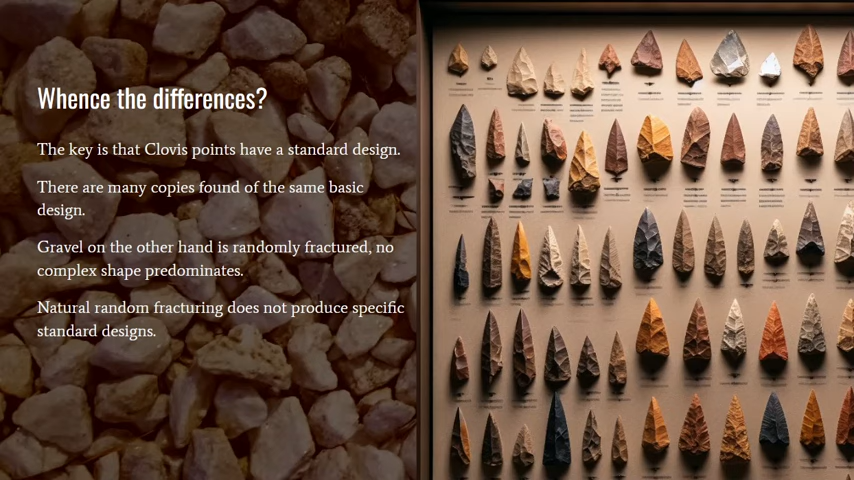 Whence the differences?
The key is that Clovis points have a standard design.
There are many copies found of the same basic
design.
Gravel on the other hand is randomly fractured, no
complex shape predominates.
Natural random fracturing does not produce specific
standard designs.